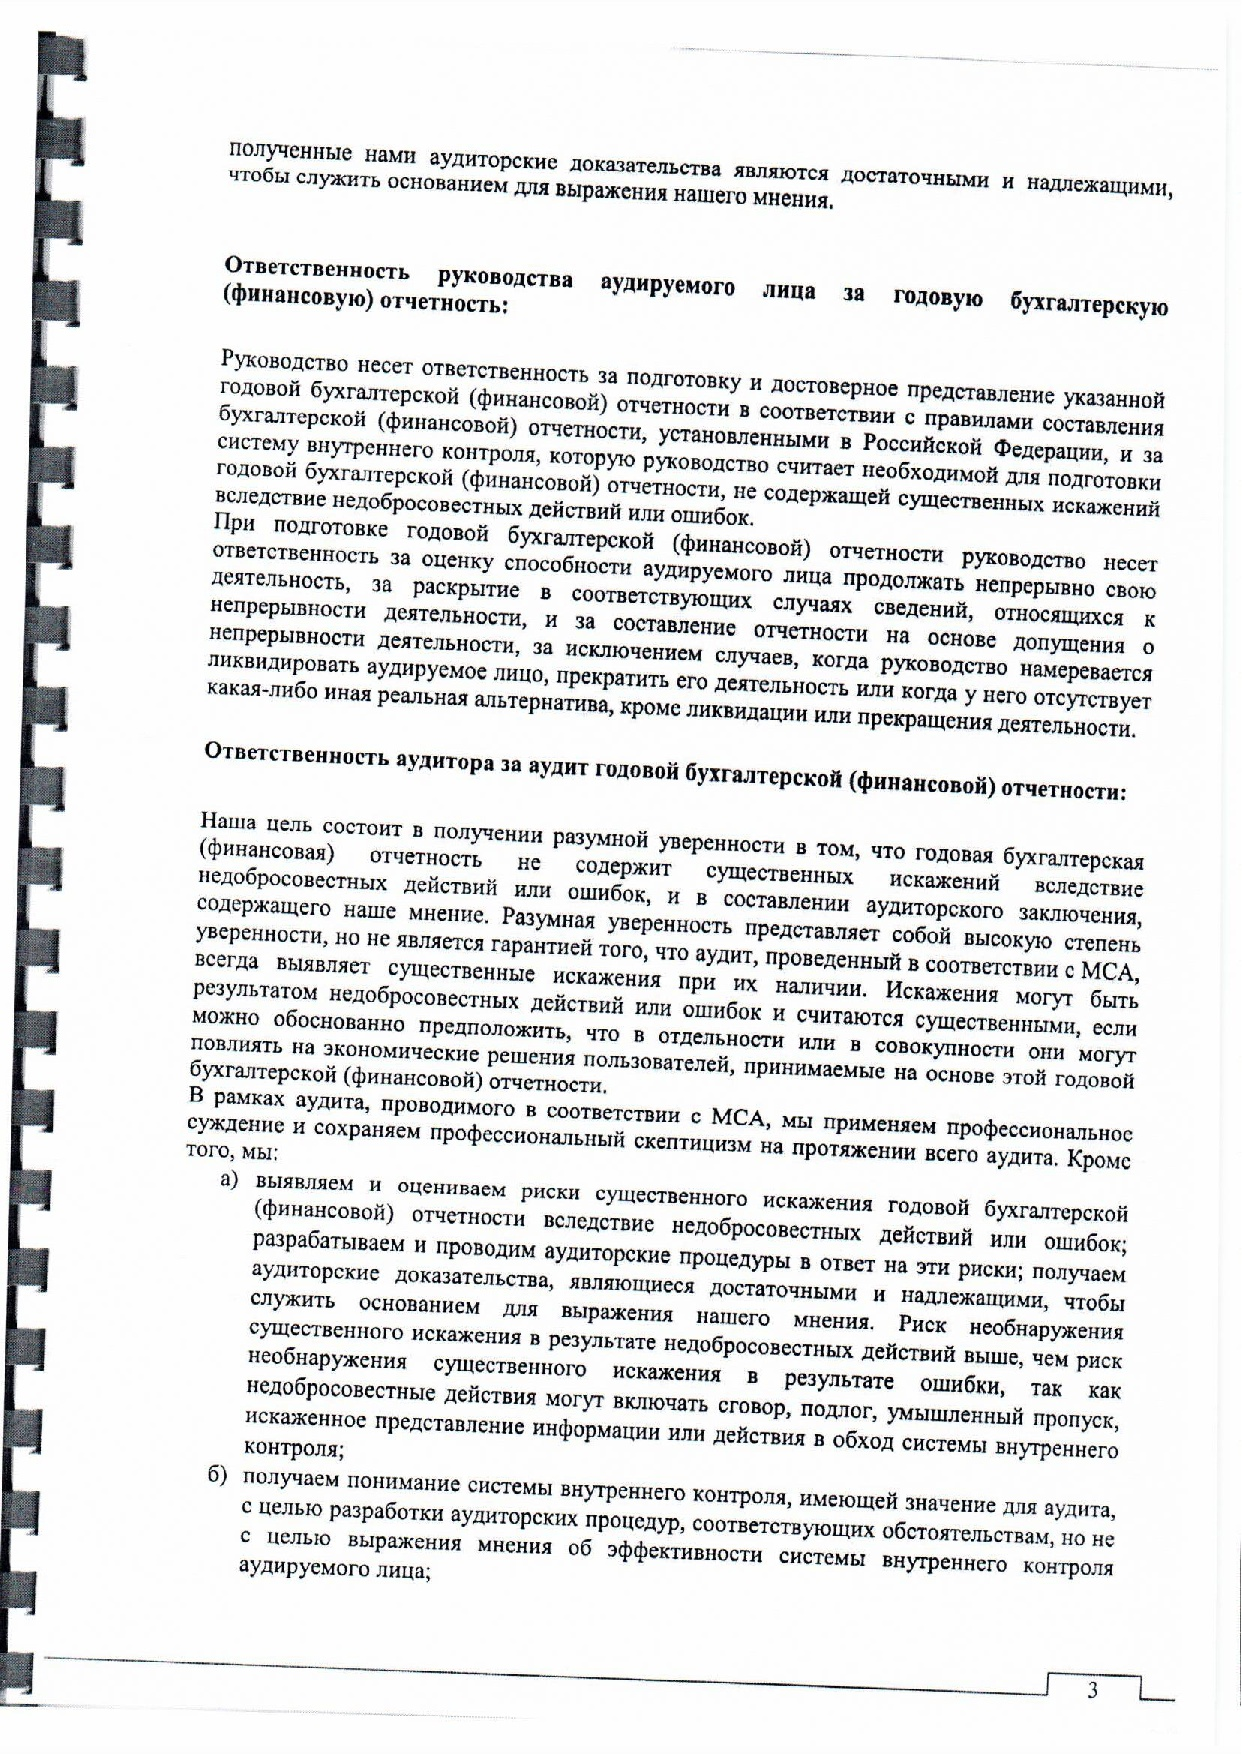 полученные нами аудиторские доказательства являются достаточными и надлежащими,
чтобы служить основанием для выражения нашего мнения.
Ответственность руководства аудируемого лица за годовую бухгалтерскую
(финансовую) отчетность:
Руководство несет ответственность за подготовку и достоверное представление указанной
годовой бухгалтерской (финансовой) отчетности в соответствии с правилами составления
бухгалтерской (финансовой) отчетности, установленными в Российской Федерации, и за
систему внутреннего контроля, которую руководство считает необходимой для подготовки
годовой бухгалтерской (финансовой) отчетности, не содержащей существенных искажений
вследствие недобросовестных действий или ошибок.
При подготовке годовой бухгалтерской (финансовой) отчетности руководство несет
ответственность за оценку способности аудируемого лица продолжать непрерывно свою
деятельность, за раскрытие в соответствующих случаях сведений, относящихся к
непрерывности деятельности, и за составление отчетности на основе допущения о
непрерывности деятельности, за исключением случаев, когда руководство намеревается
ликвидировать аудируемое лицо, прекратить его деятельность или когда у него отсутствует
какая-либо иная реальная альтернатива, кроме ликвидации или прекращения деятельности.
Ответственность аудитора за аудит годовой бухгалтерской (финансовой) отчетности:
Наша цель состоит в получении разумной уверенности в том, что годовая бухгалтерская
(финансовая) отчетность не содержит существенных искажений вследствие
недобросовестных действий или ошибок, и в составлении аудиторского заключения,
содержащего наше мнение. Разумная уверенность представляет собой высокую степень
уверенности, но не является гарантией того, что аудит, проведенный в соответствии с МСА,
всегда выявляет существенные искажения при их наличии. Искажения могут быть
результатом недобросовестных действий или ошибок и считаются существенными, если
можно обоснованно предположить, что в отдельности или в совокупности они могут
повлиять на экономические решения пользователей, принимаемые на основе этой годовой
бухгалтерской (финансовой) отчетности.
В рамках аудита, проводимого в соответствии с МСА, мы применяем профессиональное
суждение и сохраняем профессиональный скептицизм на протяжении всего аудита. Кроме
того, мы:
а) выявляем и оцениваем риски существенного искажения годовой бухгалтерской
(финансовой) отчетности вследствие недобросовестных действий или ошибок;
разрабатываем и проводим аудиторские процедуры в ответ на эти риски; получаем
аудиторские доказательства, являющиеся достаточными и надлежащими, чтобы
служить основанием для выражения нашего мнения. Риск необнаружения
существенного искажения в результате недобросовестных действий выше, чем риск
необнаружения существенного искажения в результате ошибки, так как
недобросовестные действия могут включать сговор, подлог, умышленный пропуск,
искаженное представление информации или действия в обход системы внутреннего
контроля;
б) получаем понимание системы внутреннего контроля, имеющей значение для аудита,
с целью разработки аудиторских процедур, соответствующих обстоятельствам, но не
с целью выражения мнения об эффективности системы внутреннего контроля
аудируемого лица;
3